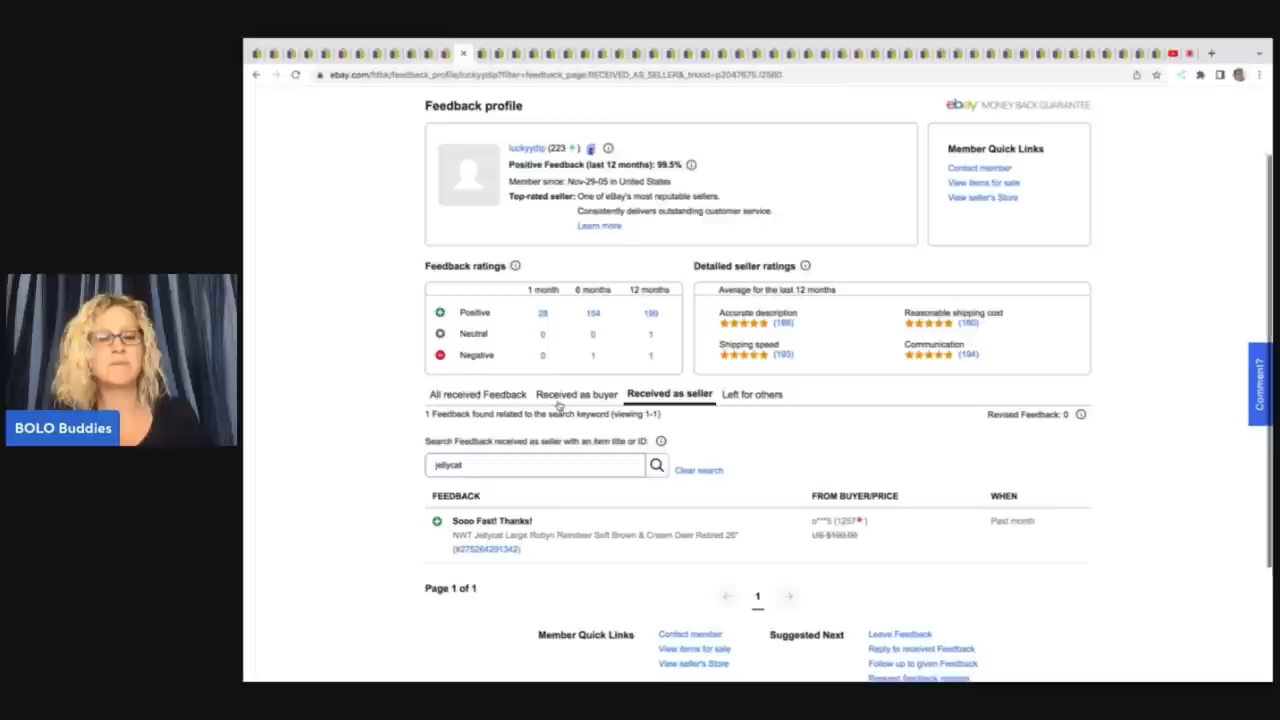 Feedback profile
ebay MONEY BACK GUARANTEE
luckyydip (223
Positive Feedback (last 12 months): 99.5%
Member since: Nov-29-05 in United States
Top-rated seller: One of eBay's most reputable sellers.
Consistently delivers outstanding customer service.
Learn more
Member Quick Links
Contact member
View items for sale
View seller's Store
Feedback ratings
1 month 6 months 12 months
Positive 28 154 199
Neutral 0 0 1
Negative 0 1 1
Detailed seller ratings
Average for the last 12 months
Accurate description
(188)
Reasonable shipping cost
(180)
Shipping speed
(193)
Communication
(194)
All received Feedback Received as buyer Received as seller Left for others
1 Feedback found related to the search keyword (viewing 1-1)
Revised Feedback: 0
Search Feedback received as seller with an item title or ID:
jellycat
Clear search
FEEDBACK FROM BUYER/PRICE WHEN
Sooo Fast! Thanks!
o***5 (1257
Past month
NWT Jellycat Large Robyn Reindeer Soft Brown & Cream Deer Retired 26"
(#275264291342)
Page 1 of 1
1
Member Quick Links
Contact member
View items for sale
View seller's Store
Suggested Next
Leave Feedback
Reply to received Feedback
Follow up to given Feedback
Comment?
BOLO Buddies